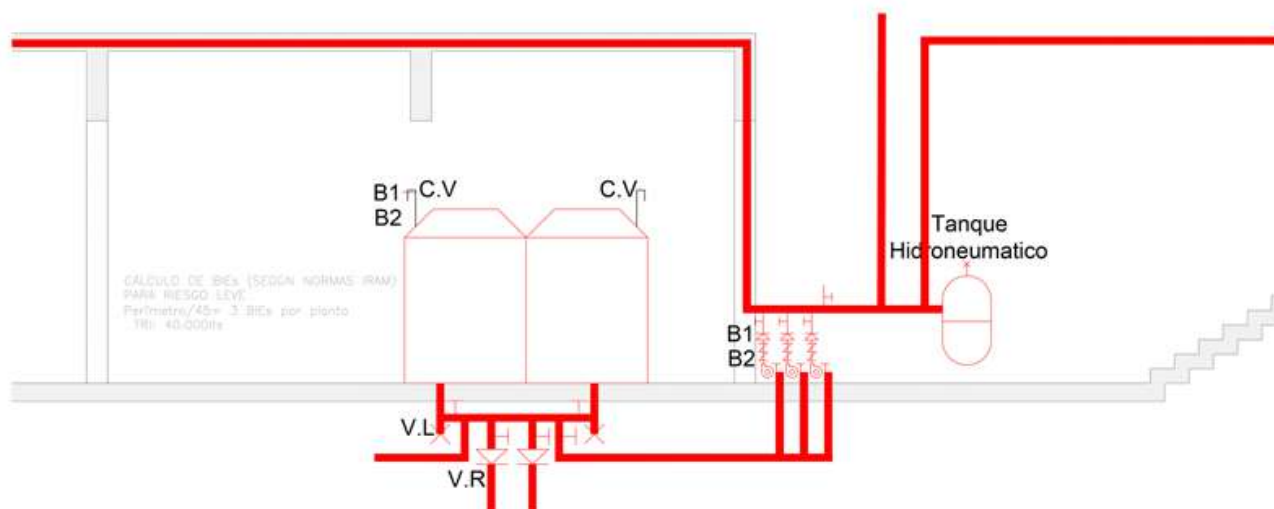 B1 C.V
B2
C.V
Tanque
Hidroneumatico
CALCULO DE BIEs (SEGUN NORMAS IRAM)
PARA RIESGO LEVE
Perimetro/45= 3 BIEs por planta
TRI: 40.000lts
B1
B2
V.L
V.R